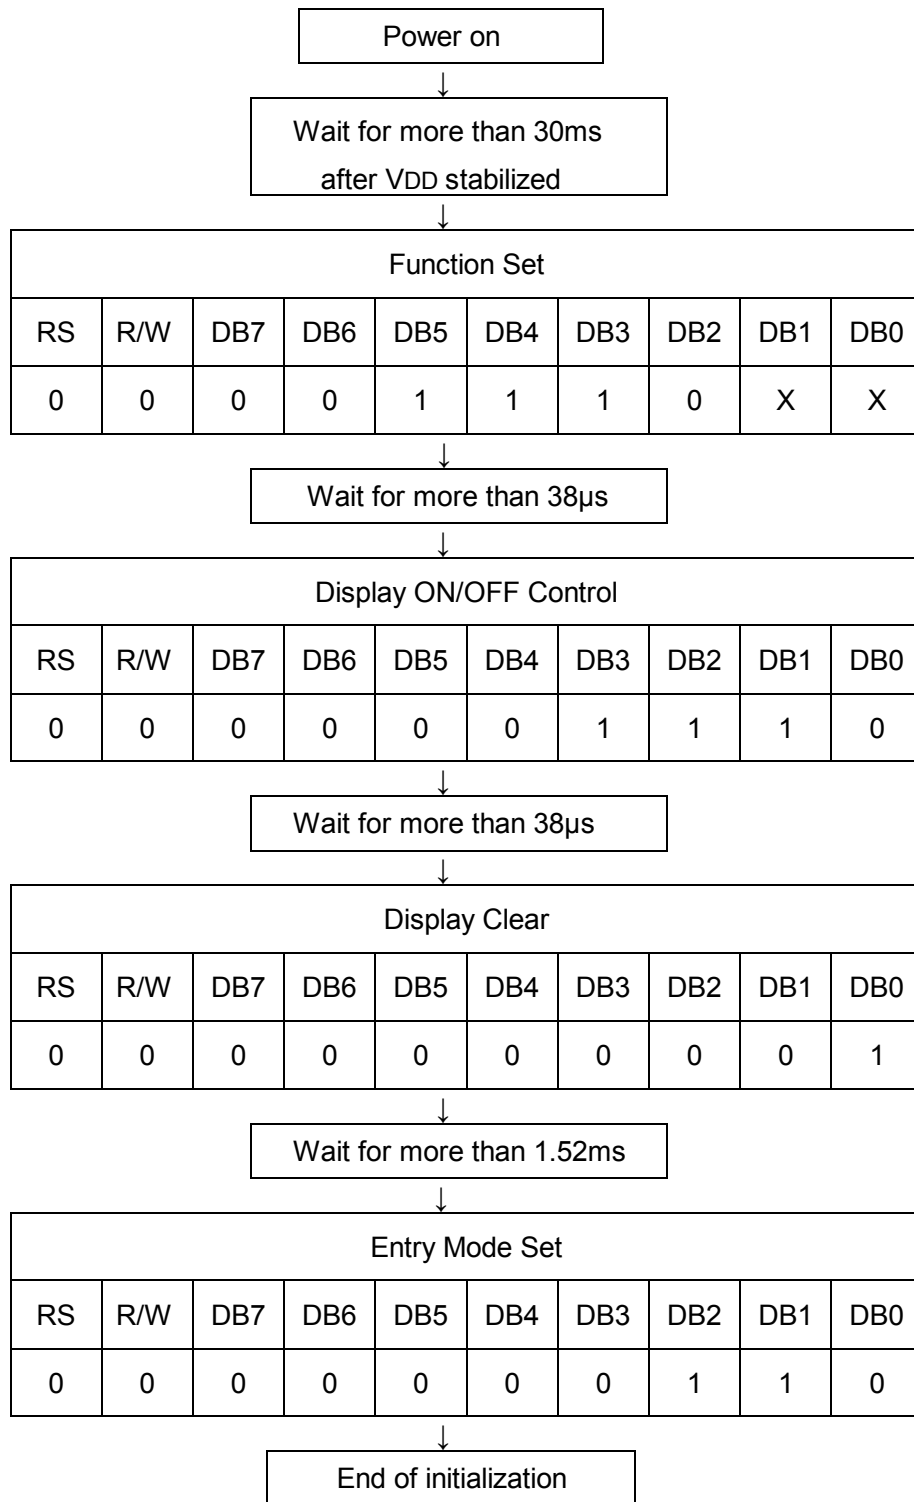 Power on
↓
Wait for more than 30ms
after VDD stabilized
↓
Function Set
RS R/W DB7 DB6 DB5 DB4 DB3 DB2 DB1 DB0
0 0 0 0 1 1 1 0 X X
↓
Wait for more than 38µs
↓
Display ON/OFF Control
RS R/W DB7 DB6 DB5 DB4 DB3 DB2 DB1 DB0
0 0 0 0 0 0 1 1 1 0
↓
Wait for more than 38µs
↓
Display Clear
RS R/W DB7 DB6 DB5 DB4 DB3 DB2 DB1 DB0
0 0 0 0 0 0 0 0 0 1
↓
Wait for more than 1.52ms
↓
Entry Mode Set
RS R/W DB7 DB6 DB5 DB4 DB3 DB2 DB1 DB0
0 0 0 0 0 0 0 1 1 0
↓
End of initialization